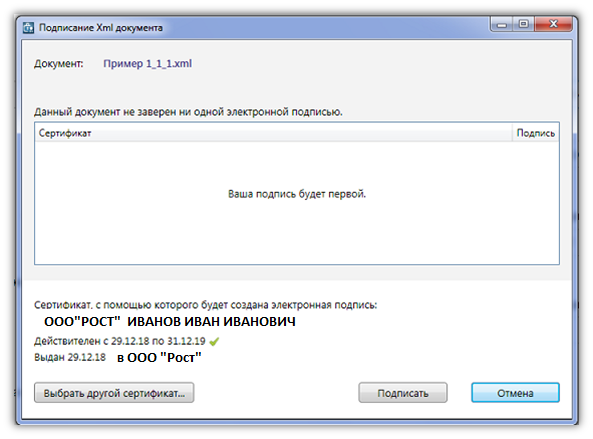 Подписание Xml документа
Документ: Пример 1_1_1.xml
Данный документ не заверен ни одной электронной подписью.
Сертификат Подпись
Ваша подпись будет первой.
Сертификат, с помощью которого будет создана электронная подпись:
ООО"РОСТ" ИВАНОВ ИВАН ИВАНОВИЧ
Действителен с 29.12.18 по 31.12.19
Выдан 29.12.18 в ООО "Рост"
Выбрать другой сертификат... Подписать Отмена